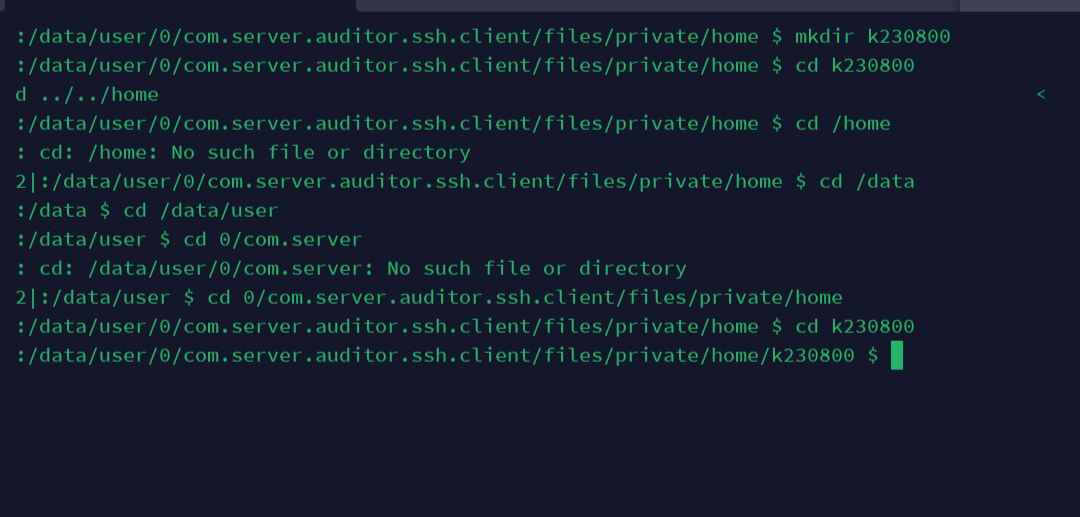 :/data/user/0/com.server.auditor.ssh.client/files/private/home $ mkdir k230800
:/data/user/0/com.server.auditor.ssh.client/files/private/home $ cd k230800
d ../../home <
:/data/user/0/com.server.auditor.ssh.client/files/private/home $ cd /home
: cd: /home: No such file or directory
2|:/data/user/0/com.server.auditor.ssh.client/files/private/home $ cd /data
:/data $ cd /data/user
:/data/user $ cd 0/com.server
: cd: /data/user/0/com.server: No such file or directory
2|:/data/user $ cd 0/com.server.auditor.ssh.client/files/private/home
:/data/user/0/com.server.auditor.ssh.client/files/private/home $ cd k230800
:/data/user/0/com.server.auditor.ssh.client/files/private/home/k230800 $